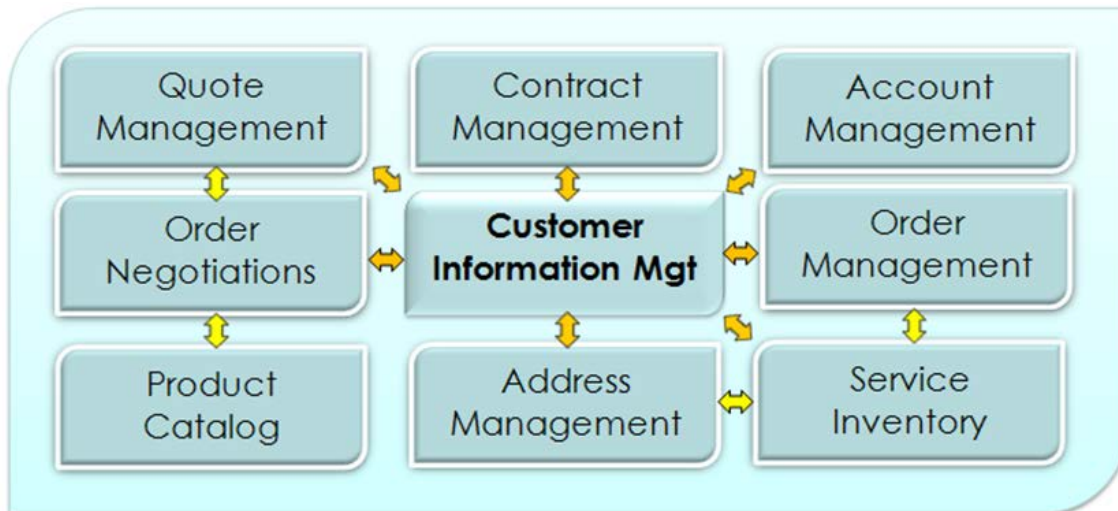 Quote
Management
Contract
Management
Account
Management
Order
Negotiations
Customer
Information Mgt
Order
Management
Product
Catalog
Address
Management
Service
Inventory